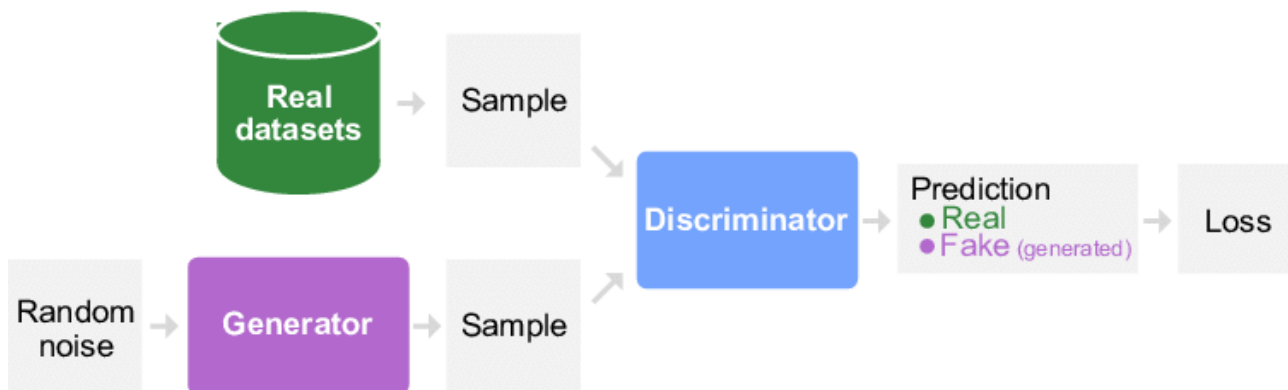 Real
datasets
Sample
Discriminator
Prediction
Real
Fake (generated)
Loss
Random
noise
Generator
Sample